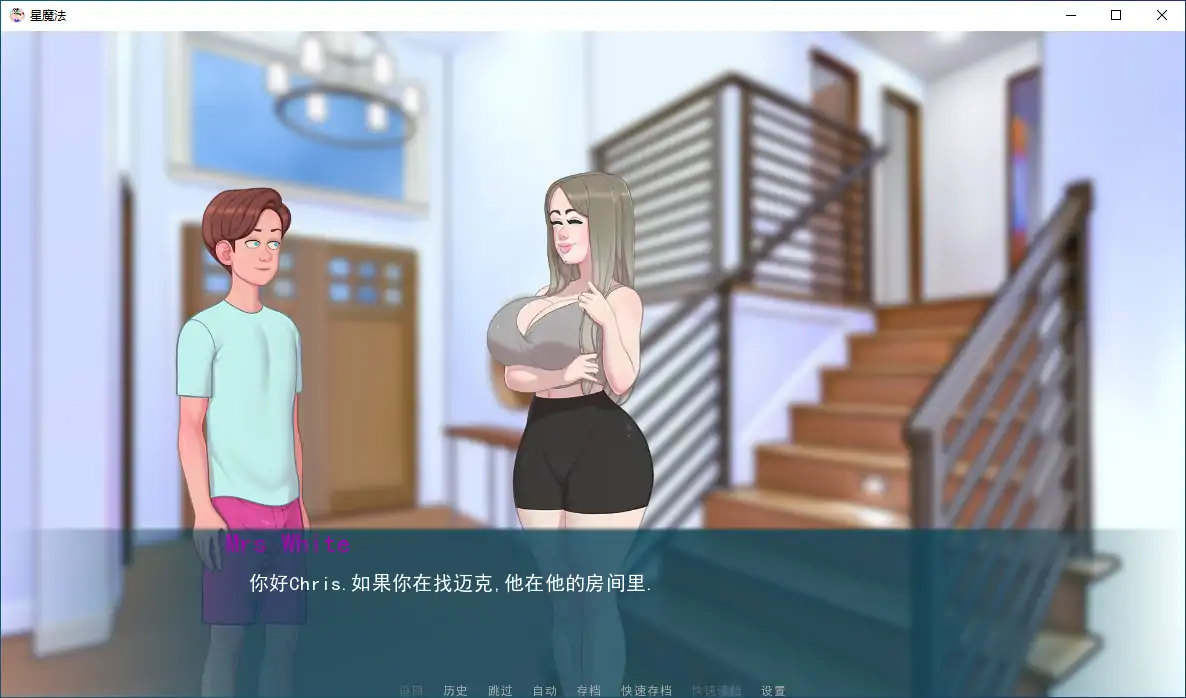 星魔法
Mrs White
你好Chris.如果你在找迈克,他在他的房间里.
返回 历史 跳过 自动 存档 快速存档 快速读档 设置